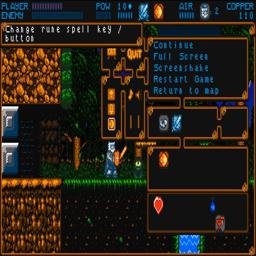 PLAYER POW 10 AIR COPPER
ENEMY 2 110
Change rune spell key /
button
QUIT
Continue
Full Screen
Screenshake
Restart Game
Return to map